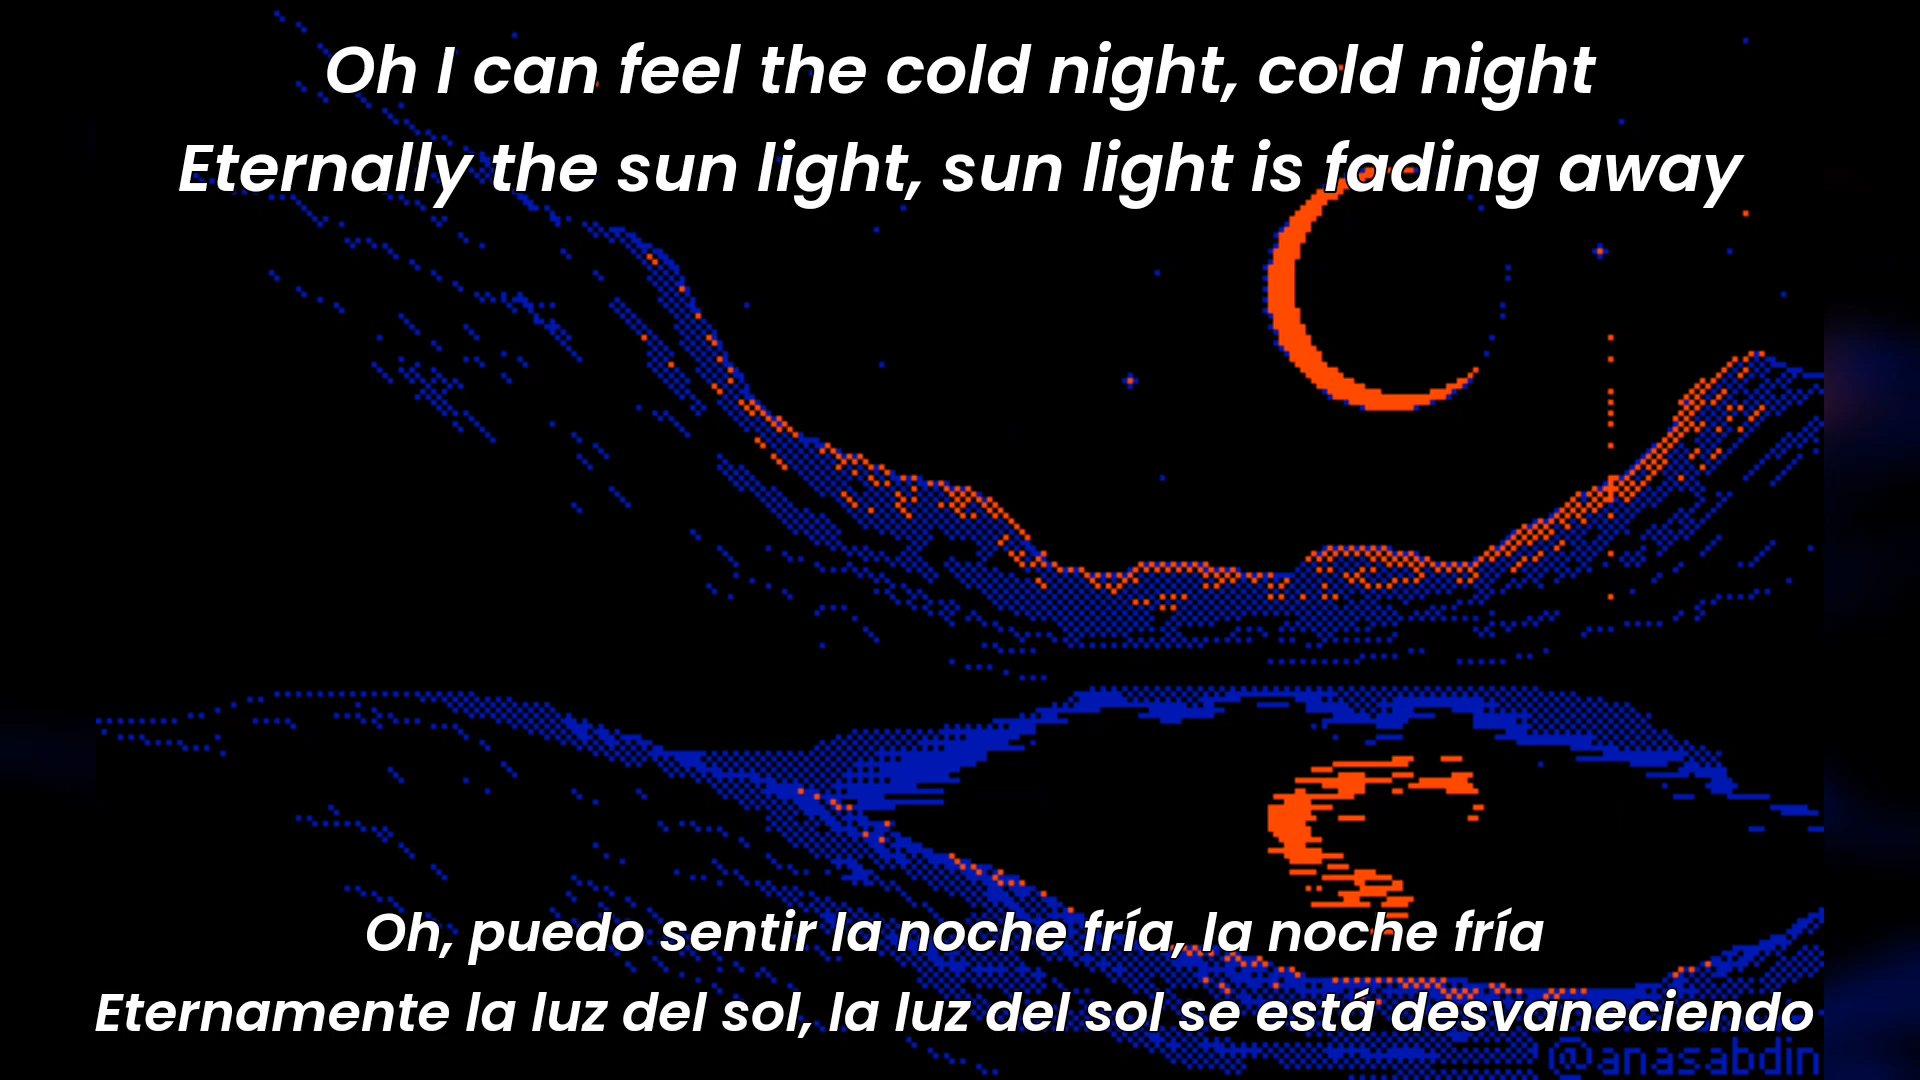 Oh I can feel the cold night, cold night
Eternally the sun light, sun light is fading away
Oh, puedo sentir la noche fría, la noche fría
Eternamente la luz del sol, la luz del sol se está desvaneciendo
@anasabdin